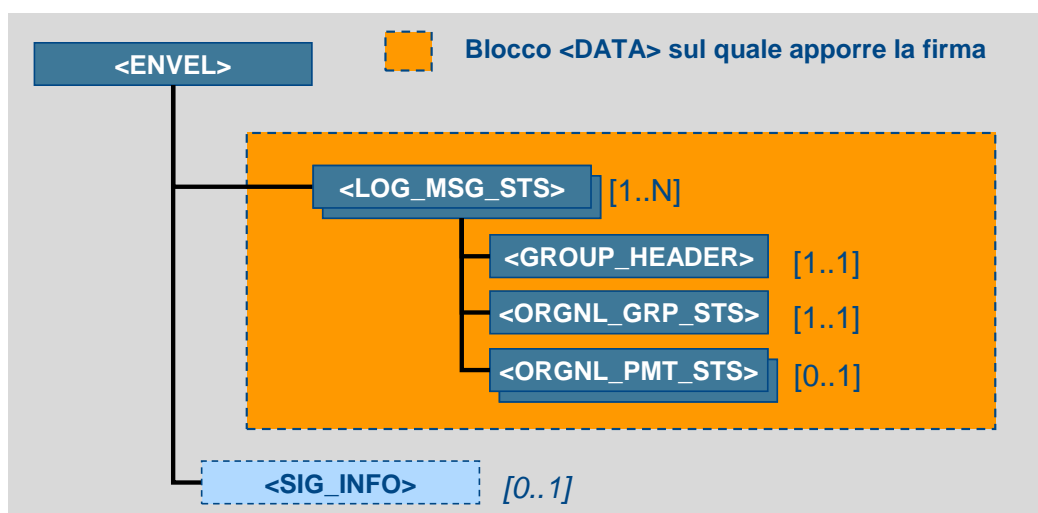 <ENVEL>
Blocco <DATA> sul quale apporre la firma
<LOG_MSG_STS> [1..N]
<GROUP_HEADER> [1..1]
<ORGNL_GRP_STS> [1..1]
<ORGNL_PMT_STS> [0..1]
<SIG_INFO> [0..1]